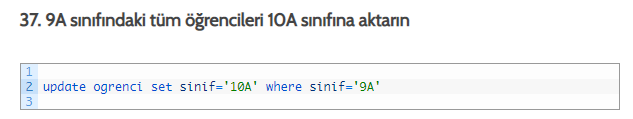 37. 9A sınıfındaki tüm öğrencileri 10A sınıfına aktarın
1
2 update ogrenci set sinif='10A' where sinif='9A'
3